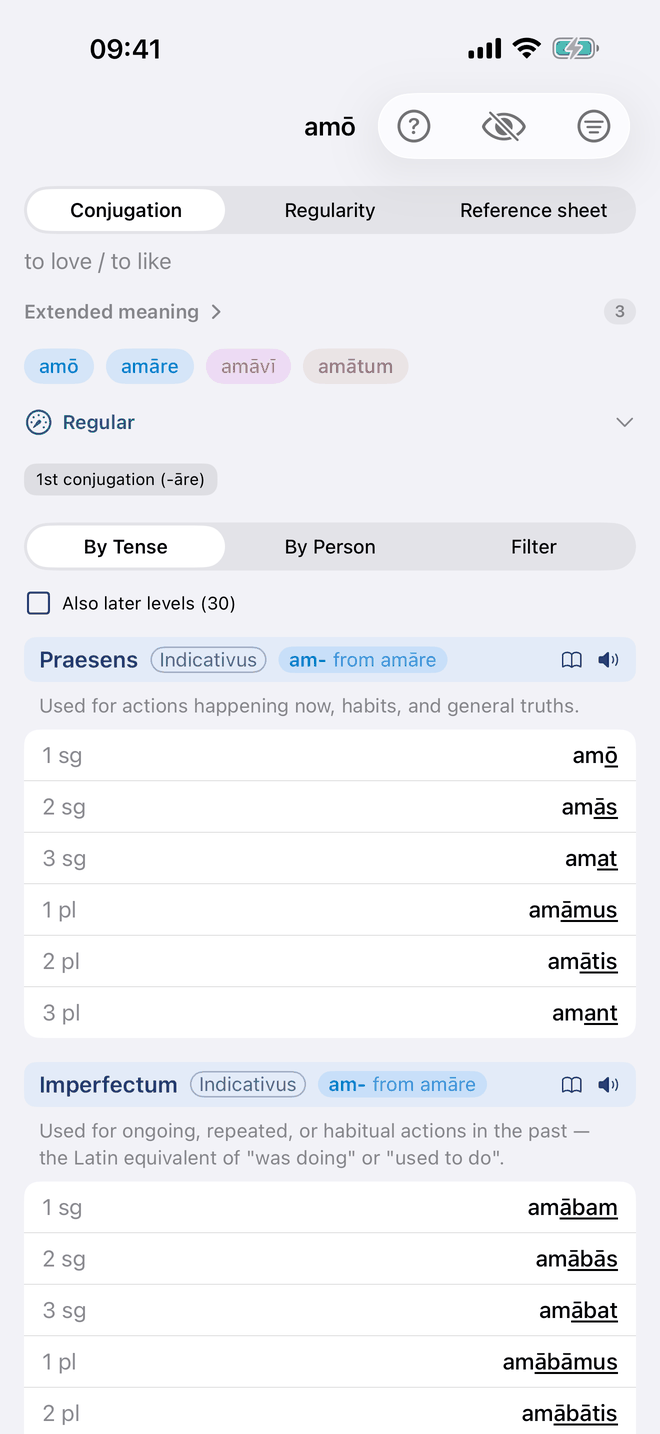 09:41
amō
?
Conjugation Regularity Reference sheet
to love / to like
Extended meaning 3
amō amāre amāvī amātum
Regular
1st conjugation (-āre)
By Tense By Person Filter
Also later levels (30)
Praesens Indicativus am- from amāre
Used for actions happening now, habits, and general truths.
1 sg amō
2 sg amās
3 sg amat
1 pl amāmus
2 pl amātis
3 pl amant
Imperfectum Indicativus am- from amāre
Used for ongoing, repeated, or habitual actions in the past —
the Latin equivalent of "was doing" or "used to do".
1 sg amābam
2 sg amābās
3 sg amābat
1 pl amābāmus
2 pl amābātis